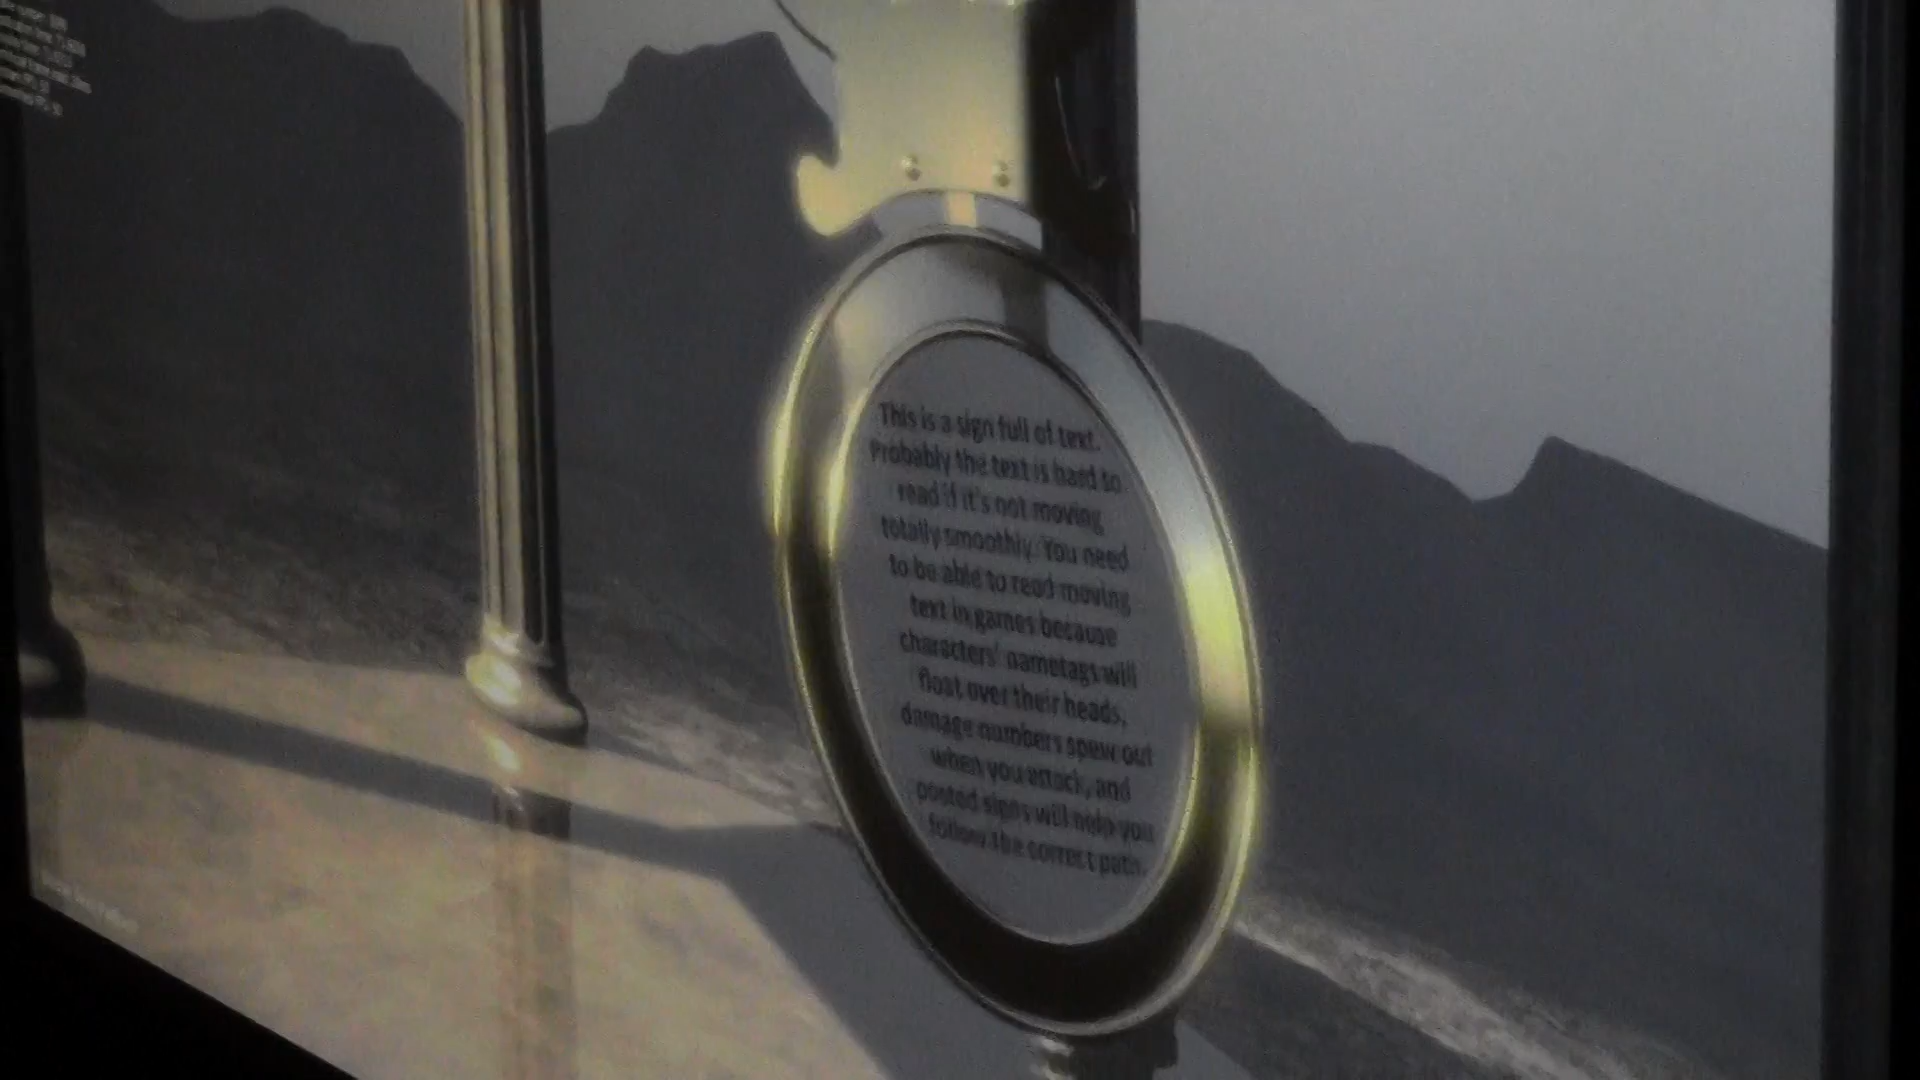 This is a sign full of text.
Probably the text is hard to
read if it's not moving
totally smoothly. You need
to be able to read moving
text in games because
characters' nametags will
float over their heads,
damage numbers spew out
when you attack, and
posted signs will help you
follow the correct path.